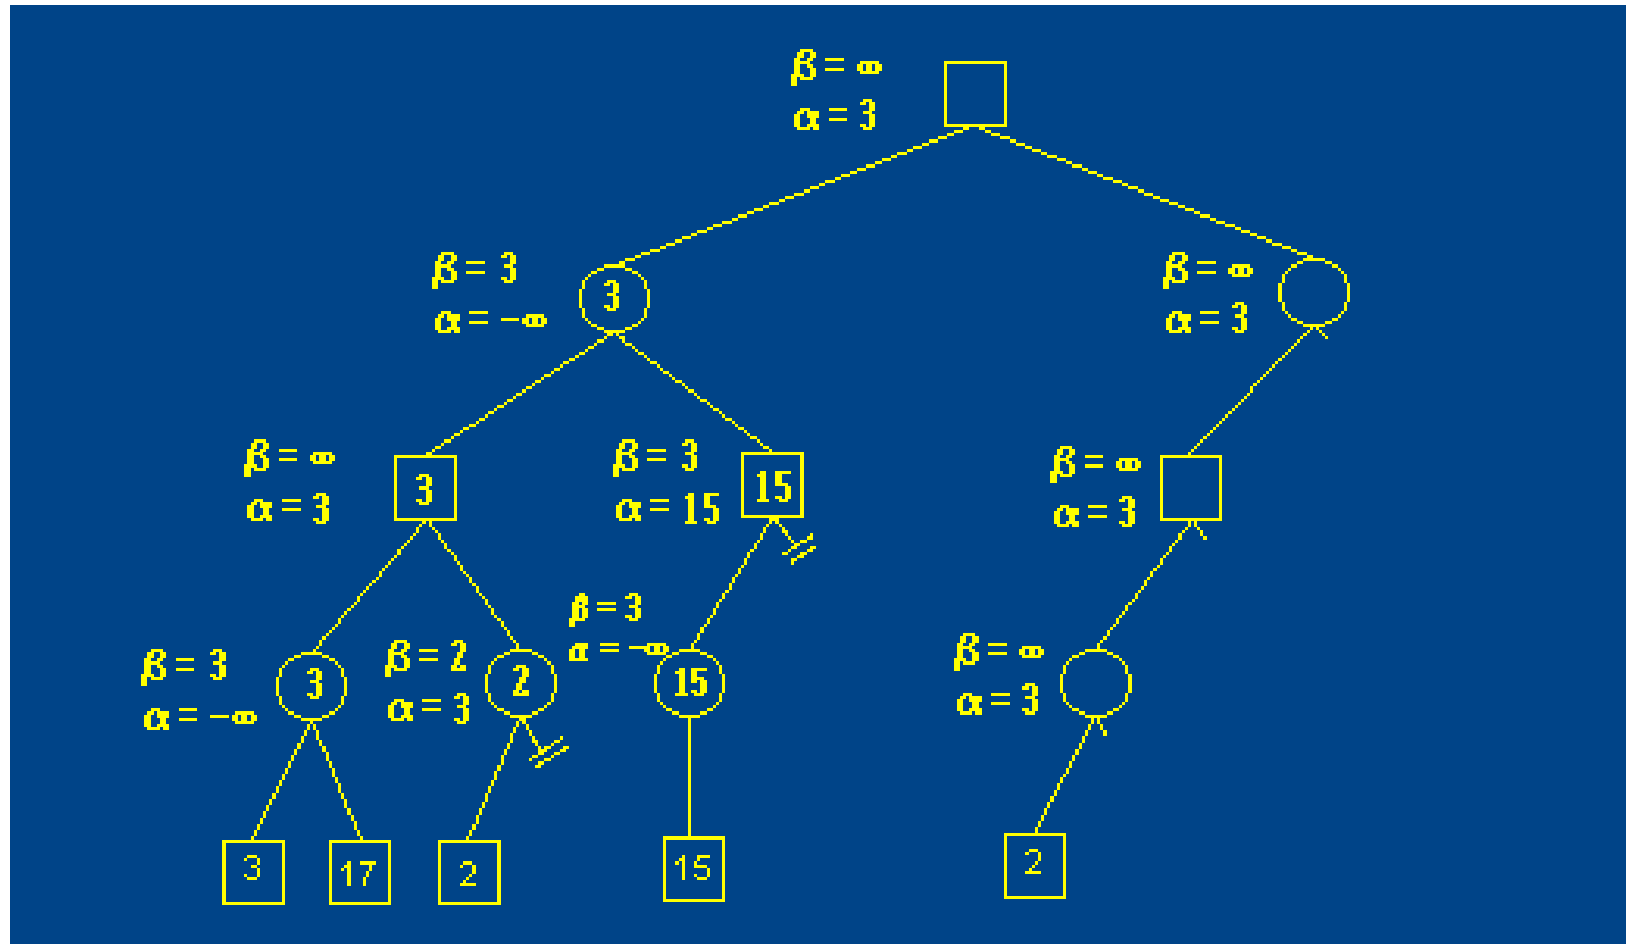 β = ∞
α = 3
β = 3
α = −∞
3
β = ∞
α = 3
β = ∞
α = 3
3
β = 3
α = 15
15
β = ∞
α = 3
β = 3
α = −∞
3
β = 2
α = 3
2
β = 3
α = −∞
15
β = ∞
α = 3
3
17
2
15
2